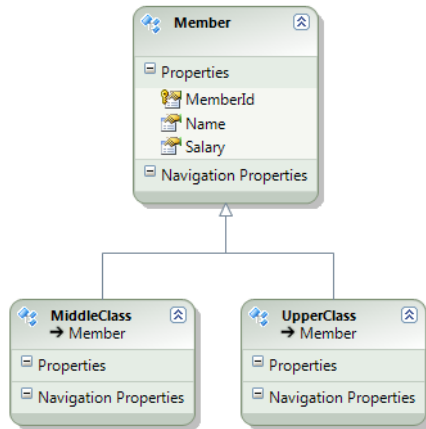 Member
Properties
MemberId
Name
Salary
Navigation Properties
MiddleClass
→ Member
Properties
Navigation Properties
UpperClass
→ Member
Properties
Navigation Properties